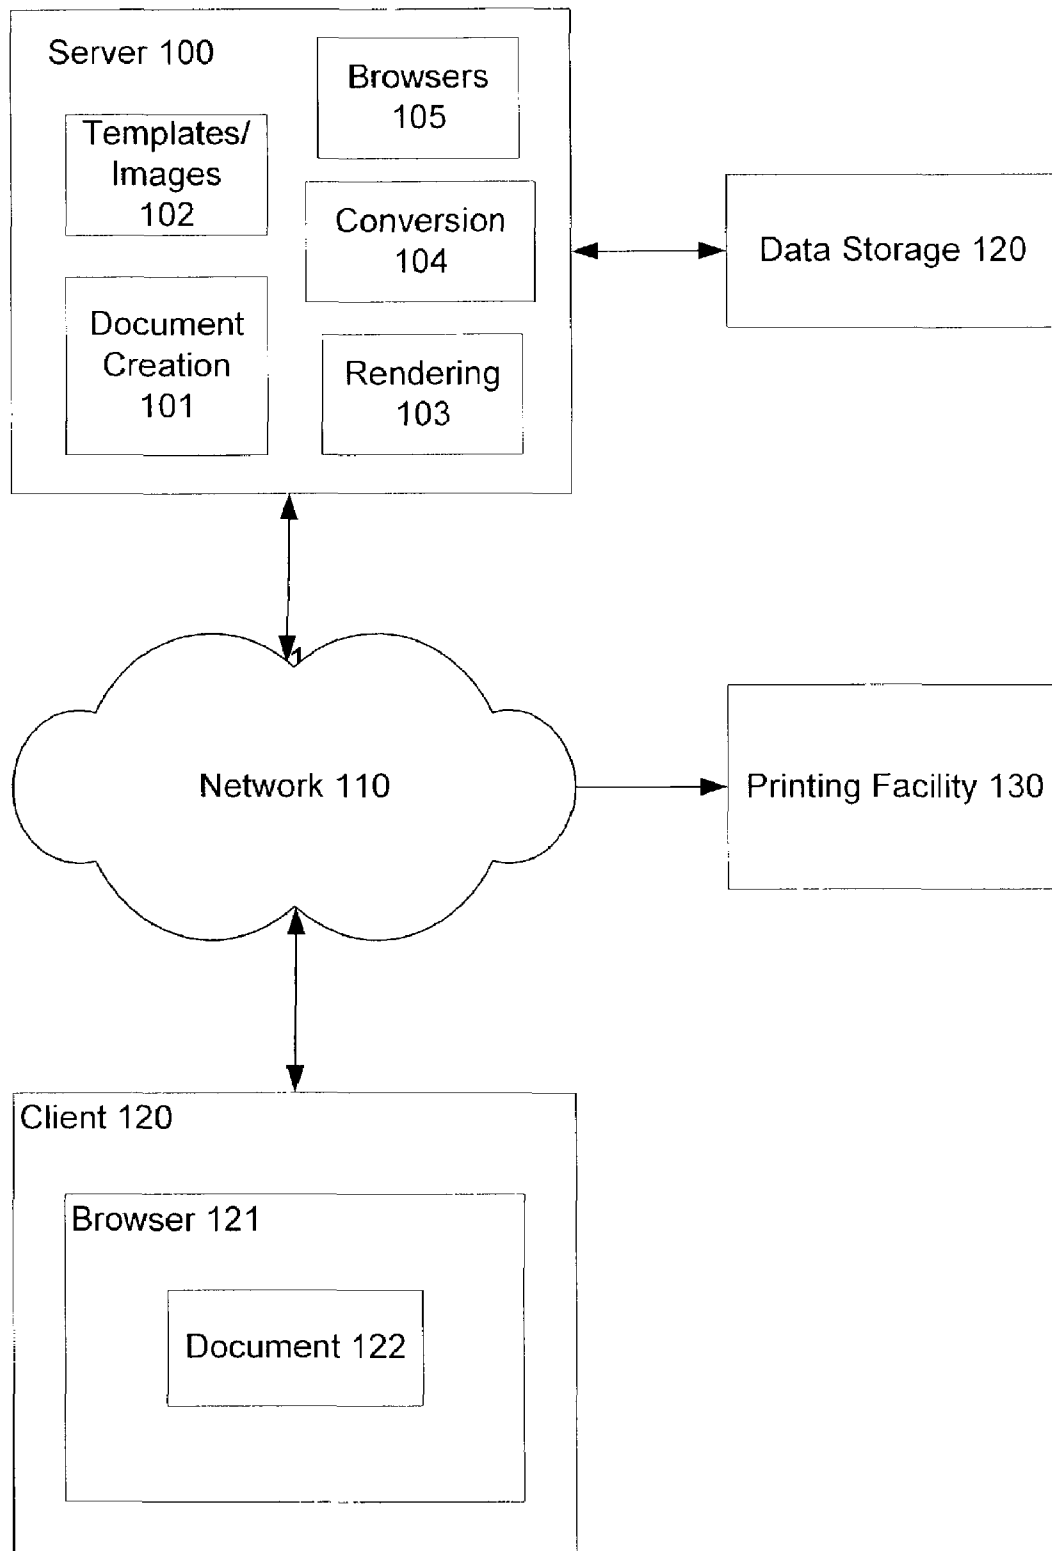 Server 100
Browsers
105
Templates/
Images
102
Conversion
104
Data Storage 120
Document
Creation
101
Rendering
103
1
Network 110
Printing Facility 130
Client 120
Browser 121
Document 122